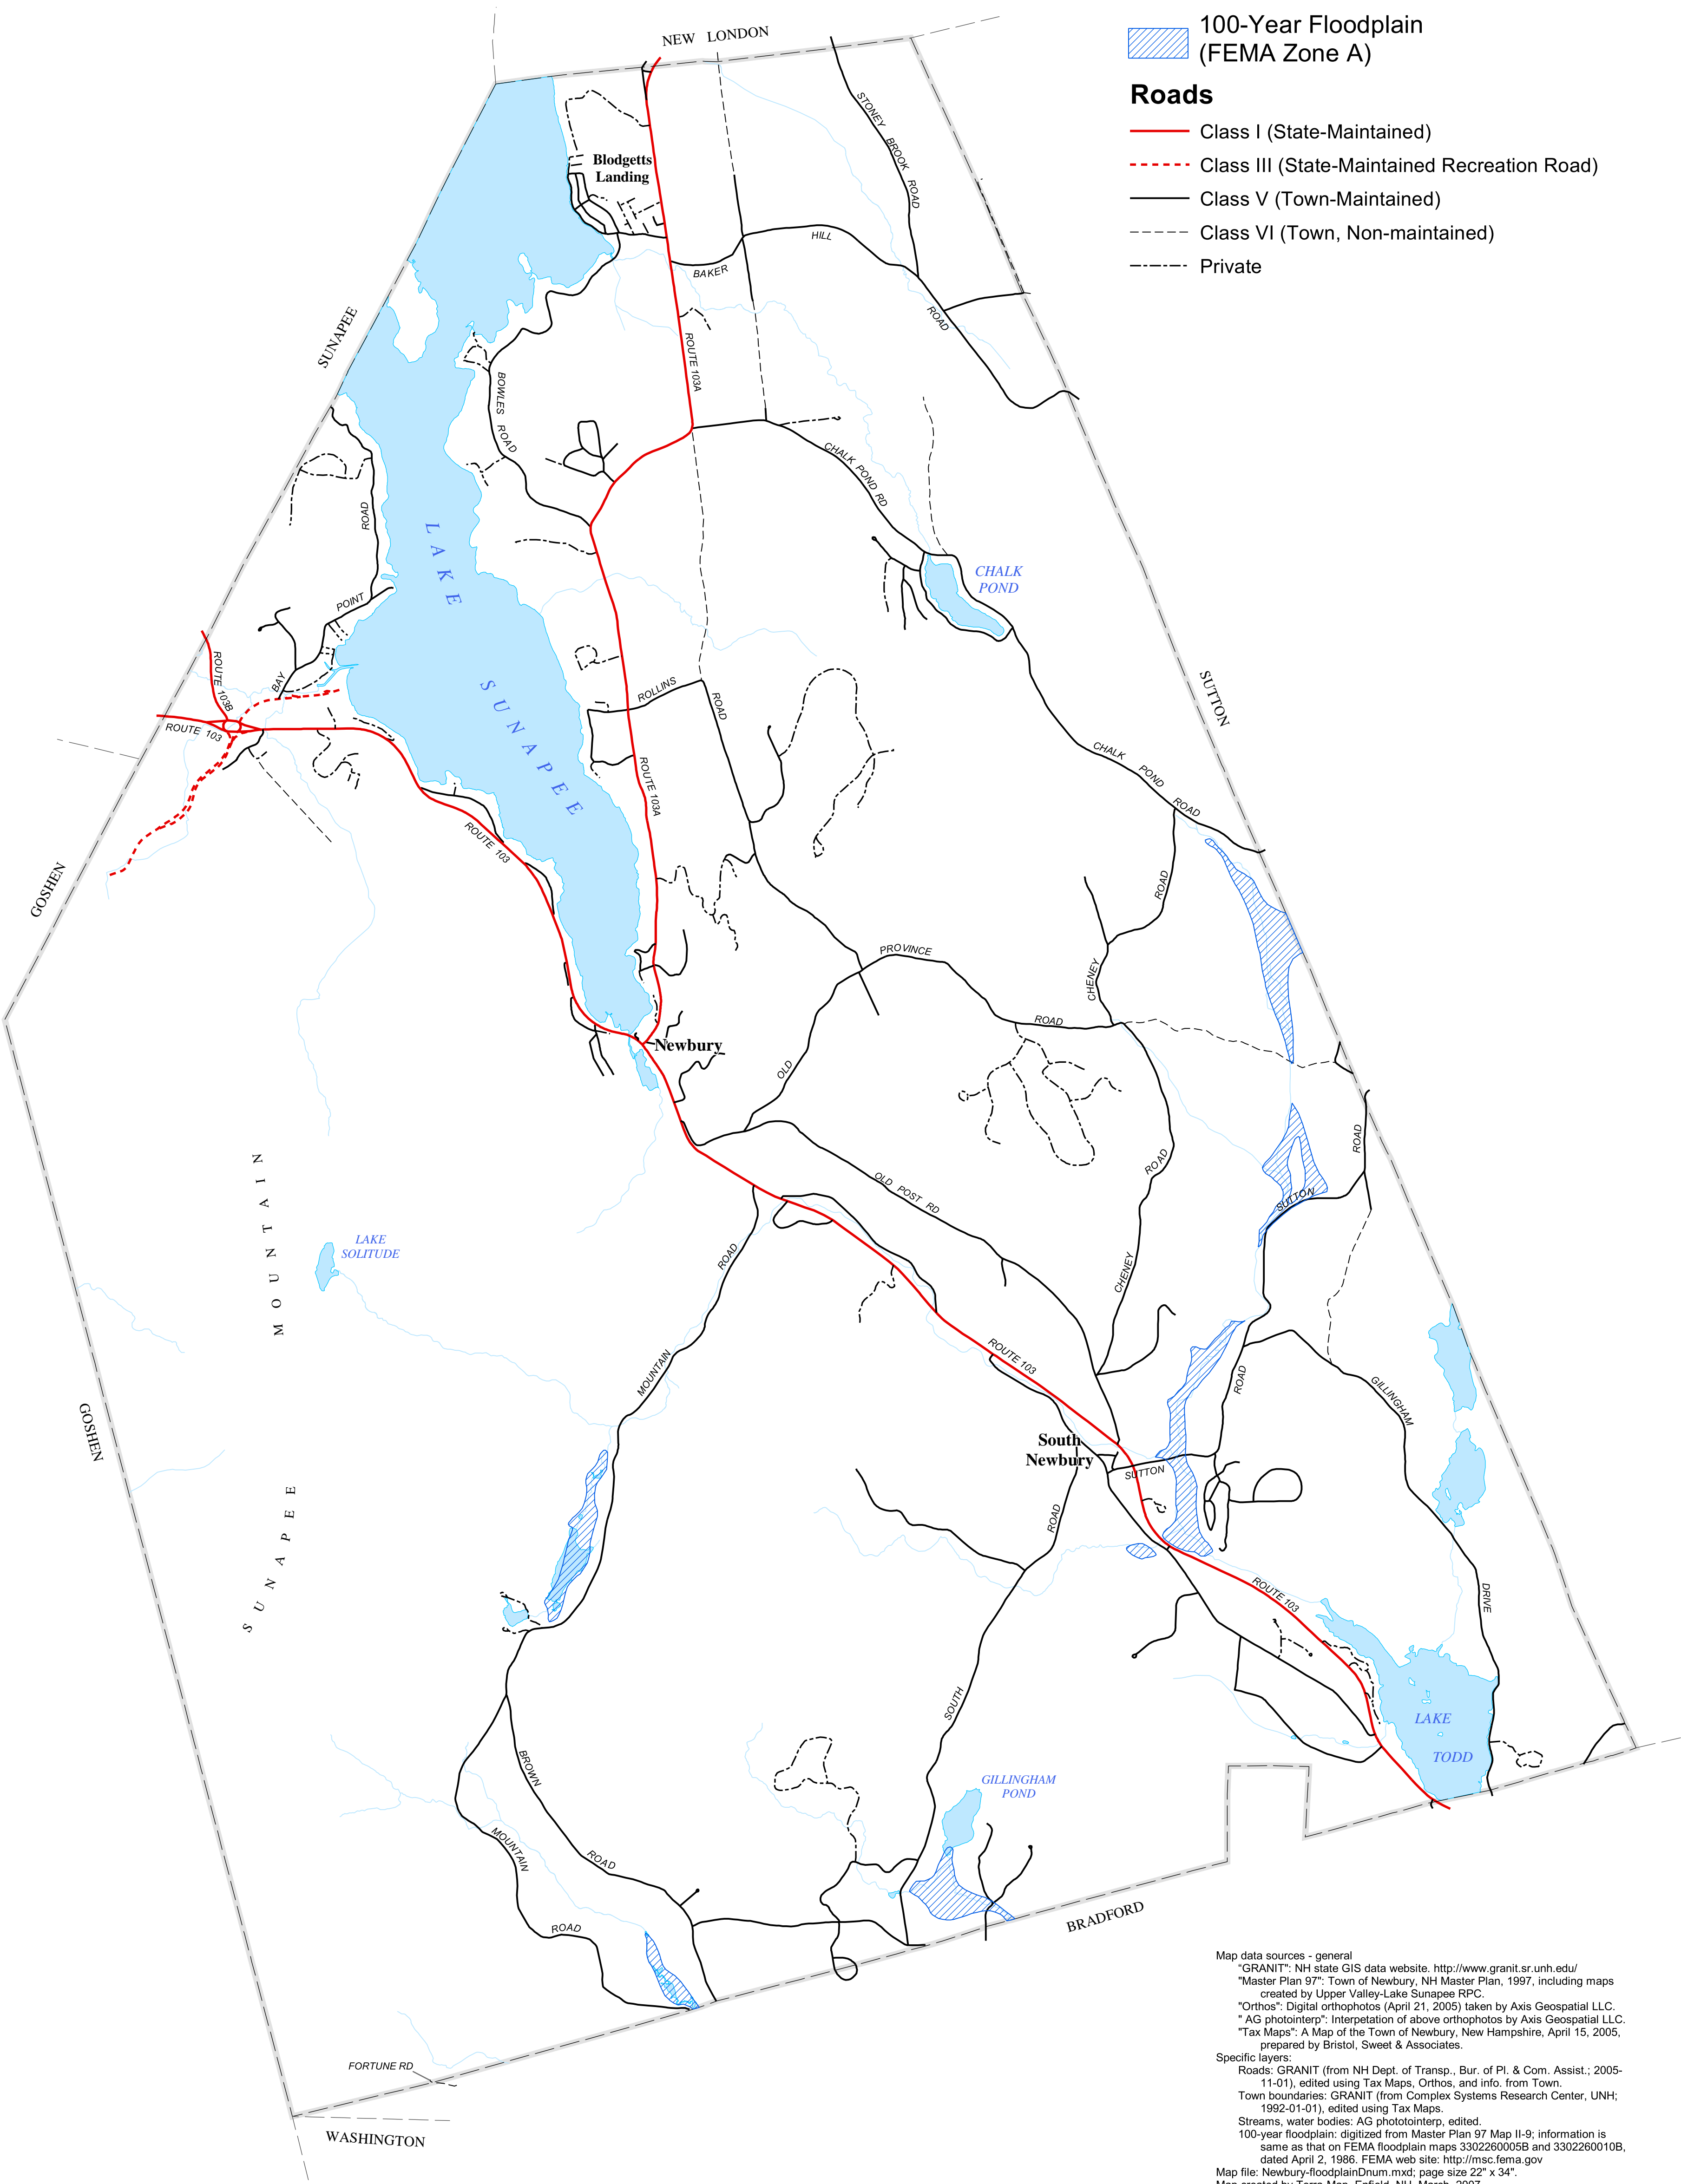 NEW LONDON
100-Year Floodplain
(FEMA Zone A)
Roads
Class I (State-Maintained)
Class III (State-Maintained Recreation Road)
Class V (Town-Maintained)
Class VI (Town, Non-maintained)
Private
STONEY BROOK ROAD
Blodgetts
Landing
HILL
BAKER
ROAD
SUNAPEE
ROUTE 103A
BOWLES ROAD
CHALK POND RD
ROAD
LAKE SUNAPEE
CHALK
POND
POINT
BAY
ROUTE 103B
ROUTE 103
ROLLINS
ROAD
SUTTON
ROUTE 103A
CHALK POND ROAD
ROUTE 103
GOSHEN
ROAD
CHENEY
PROVINCE
ROAD
Newbury
OLD
ROAD
ROAD
SUTTON
OLD POST RD
CHENEY
MOUNTAIN
LAKE
SOLITUDE
ROAD
MOUNTAIN
ROUTE 103
ROAD
GILLINGHAM
GOSHEN
South
Newbury
SUTTON
SUNAPEE
ROAD
ROUTE 103
DRIVE
SOUTH
LAKE
TODD
BROWN
GILLINGHAM
POND
MOUNTAIN
ROAD
ROAD
BRADFORD
FORTUNE RD
WASHINGTON
Map data sources - general
"GRANIT": NH state GIS data website. http://www.granit.sr.unh.edu/
"Master Plan 97": Town of Newbury, NH Master Plan, 1997, including maps
created by Upper Valley-Lake Sunapee RPC.
"Orthos": Digital orthophotos (April 21, 2005) taken by Axis Geospatial LLC.
" AG photointerp": Interpetation of above orthophotos by Axis Geospatial LLC.
"Tax Maps": A Map of the Town of Newbury, New Hampshire, April 15, 2005,
prepared by Bristol, Sweet & Associates.
Specific layers:
Roads: GRANIT (from NH Dept. of Transp., Bur. of Pl. & Com. Assist.; 2005-
11-01), edited using Tax Maps, Orthos, and info. from Town.
Town boundaries: GRANIT (from Complex Systems Research Center, UNH;
1992-01-01), edited using Tax Maps.
Streams, water bodies: AG phototointerp, edited.
100-year floodplain: digitized from Master Plan 97 Map II-9; information is
same as that on FEMA floodplain maps 3302260005B and 3302260010B,
dated April 2, 1986. FEMA web site: http://msc.fema.gov
Map file: Newbury-floodplainDnum.mxd; page size 22" x 34".